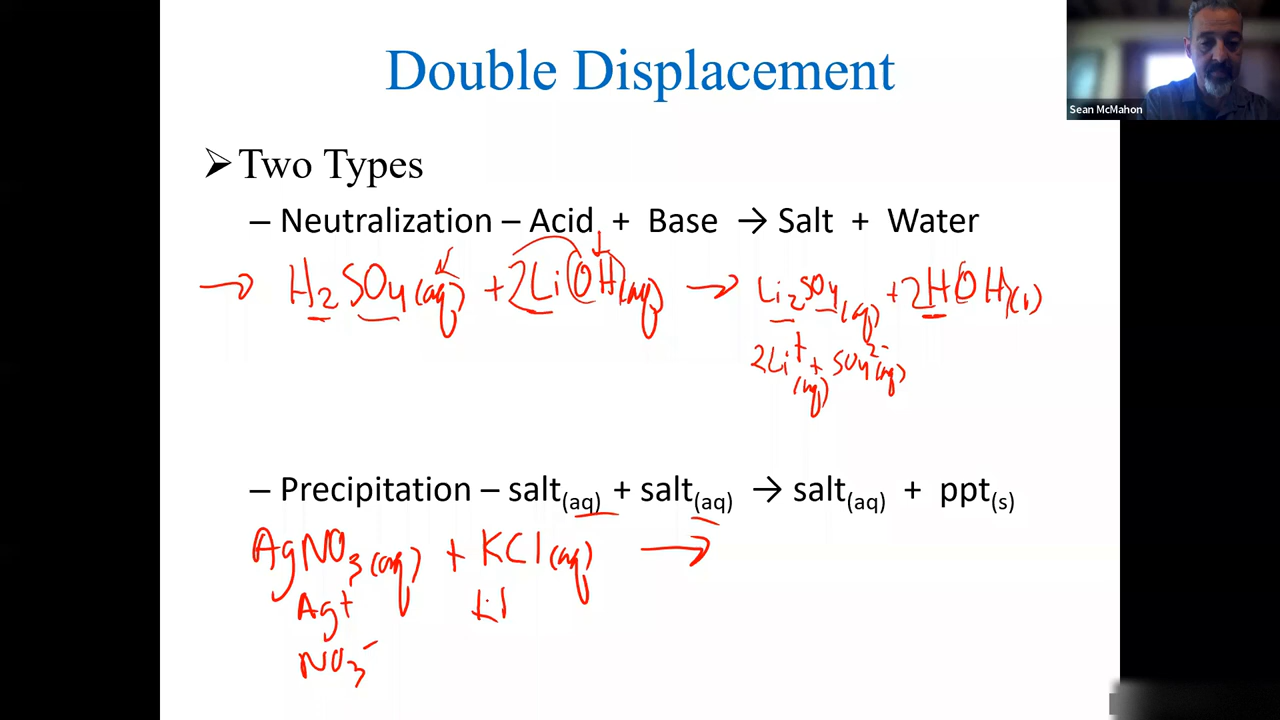 Double Displacement
Sean McMahon
➢ Two Types
– Neutralization – Acid + Base → Salt + Water
→ H₂SO₄(aq) + 2LiOH(aq) → Li₂SO₄(aq) + 2HOH(l)
2Li⁺(aq) + SO₄²⁻(aq)
– Precipitation – salt(aq) + salt(aq) → salt(aq) + ppt(s)
AgNO₃(aq) + KCl(aq) →
Ag⁺
NO₃⁻